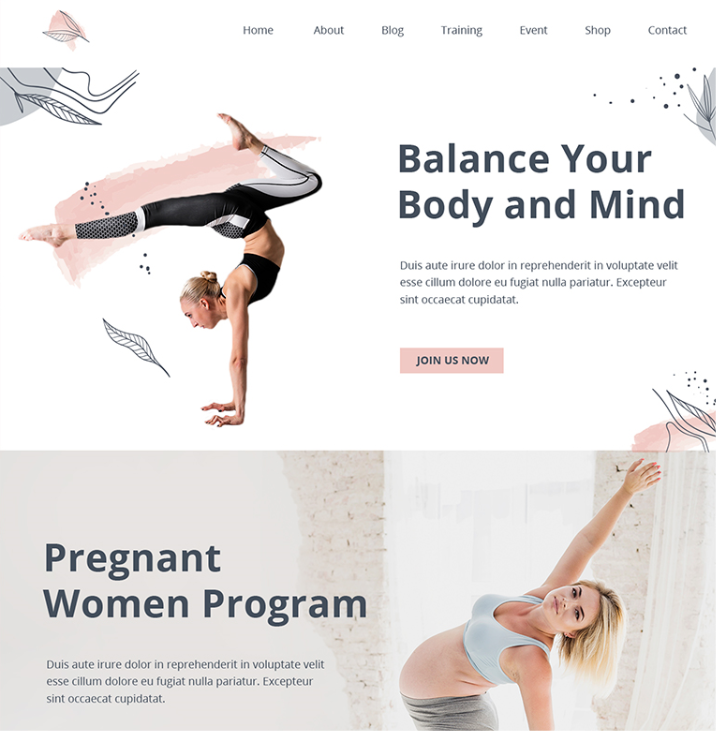 Home About Blog Training Event Shop Contact
Balance Your
Body and Mind
Duis aute irure dolor in reprehenderit in voluptate velit
esse cillum dolore eu fugiat nulla pariatur. Excepteur
sint occaecat cupidatat.
JOIN US NOW
Pregnant
Women Program
Duis aute irure dolor in reprehenderit in voluptate velit
esse cillum dolore eu fugiat nulla pariatur. Excepteur
sint occaecat cupidatat.